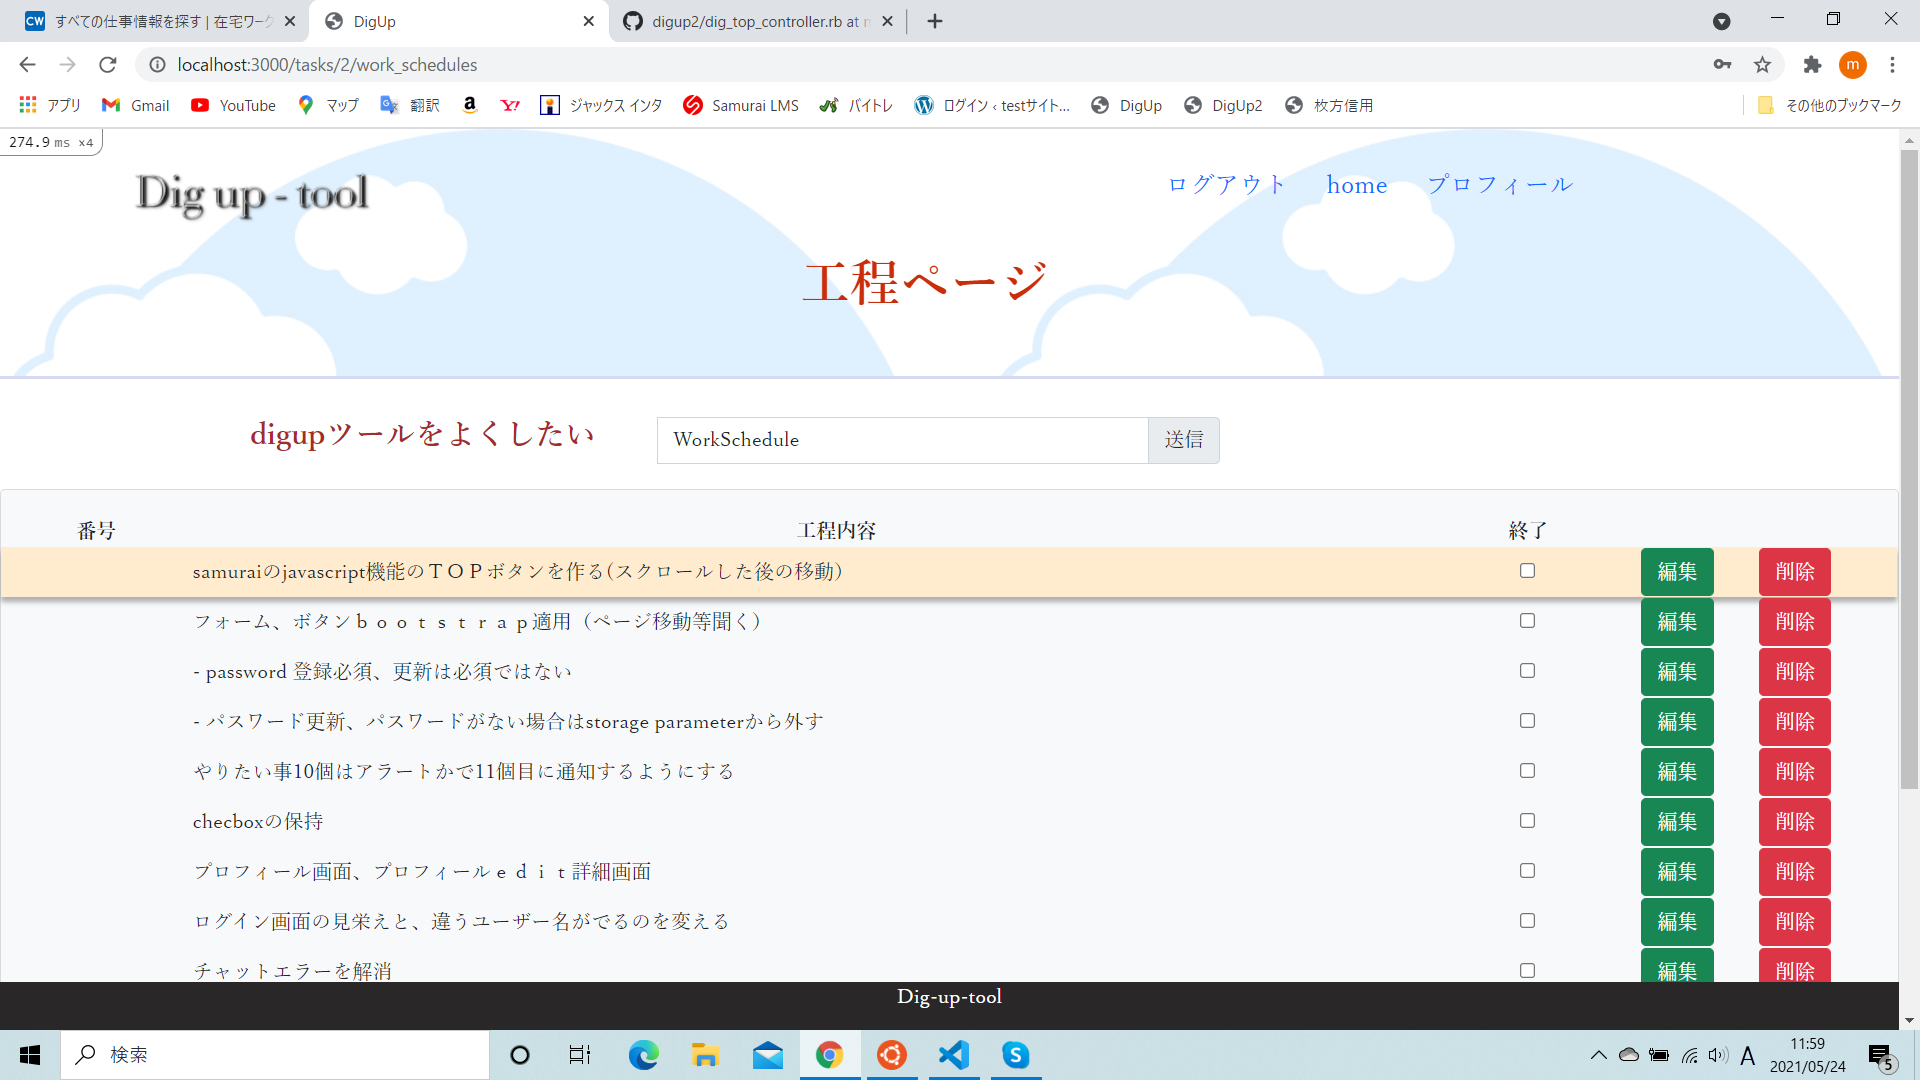 CW すべての仕事情報を探す | 在宅ワーク
DigUp
digup2/dig_top_controller.rb at m
localhost:3000/tasks/2/work_schedules
m
アプリ
Gmail
YouTube
マップ
翻訳
ジャックス インタ
Samurai LMS
バイトレ
ログイン ‹ testサイト...
DigUp
DigUp2
枚方信用
その他のブックマーク
274.9 ms x4
Dig up - tool
ログアウト home プロフィール
工程ページ
digupツールをよくしたい
WorkSchedule
送信
番号 工程内容 終了
samuraiのjavascript機能のＴＯＰボタンを作る(スクロールした後の移動) 編集 削除
フォーム、ボタンｂｏｏｔｓｔｒａｐ適用（ページ移動等聞く） 編集 削除
- password 登録必須、更新は必須ではない 編集 削除
- パスワード更新、パスワードがない場合はstorage parameterから外す 編集 削除
やりたい事10個はアラートかで11個目に通知するようにする 編集 削除
checboxの保持 編集 削除
プロフィール画面、プロフィールｅｄｉｔ詳細画面 編集 削除
ログイン画面の見栄えと、違うユーザー名がでるのを変える 編集 削除
チャットエラーを解消 編集 削除
Dig-up-tool
検索
A
11:59
2021/05/24
5